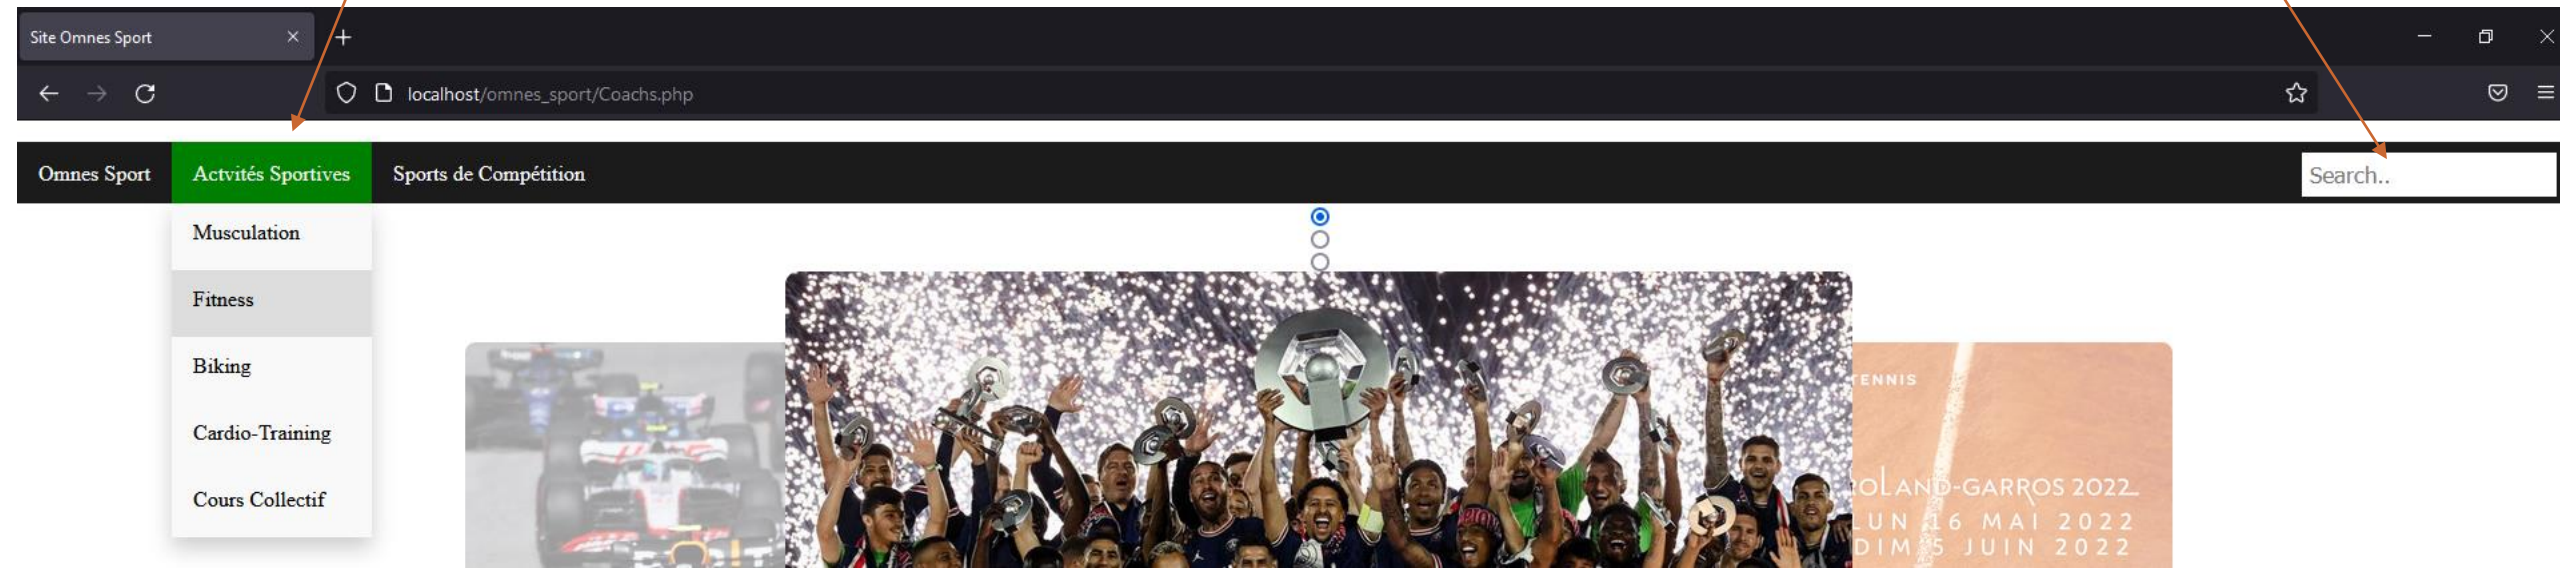 Site Omnes Sport
localhost/omnes_sport/Coachs.php
Omnes Sport Actvités Sportives Sports de Compétition Search..
Musculation
Fitness
Biking
Cardio-Training
Cours Collectif
TENNIS
ROLAND-GARROS 2022
LUN 16 MAI 2022
DIM 5 JUIN 2022